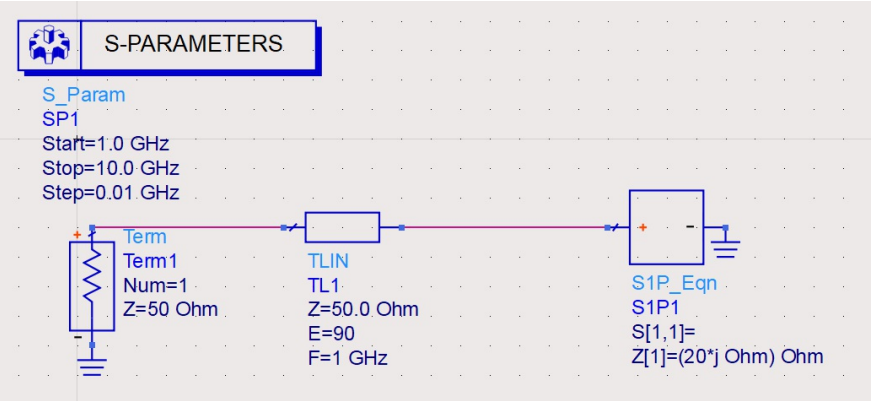 S-PARAMETERS
S_Param
SP1
Start=1.0 GHz
Stop=10.0 GHz
Step=0.01 GHz
+
Term
Term1
Num=1
Z=50 Ohm
-
TLIN
TL1
Z=50.0 Ohm
E=90
F=1 GHz
+ -
S1P_Eqn
S1P1
S[1,1]=
Z[1]=(20*j Ohm) Ohm